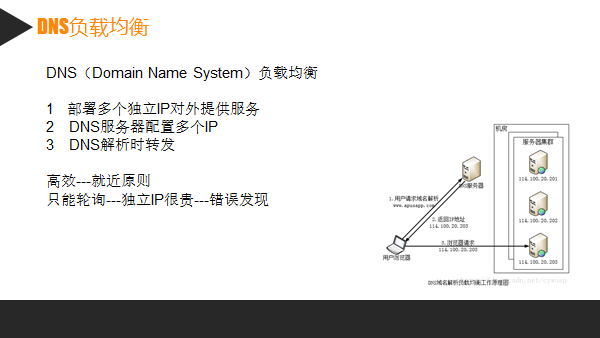 DNS负载均衡
DNS（Domain Name System）负载均衡
1 部署多个独立IP对外提供服务
2 DNS服务器配置多个IP
3 DNS解析时转发
高效---就近原则
只能轮询---独立IP很贵---错误发现
机房
服务器集群
114.100.20.201
114.100.20.202
114.100.20.203
DNS服务器
1.用户请求域名解析
www.apusapp.com
2.返回IP地址
114.100.20.203
3.浏览器请求
114.100.20.203
用户浏览器
DNS域名解析负载均衡工作原理图